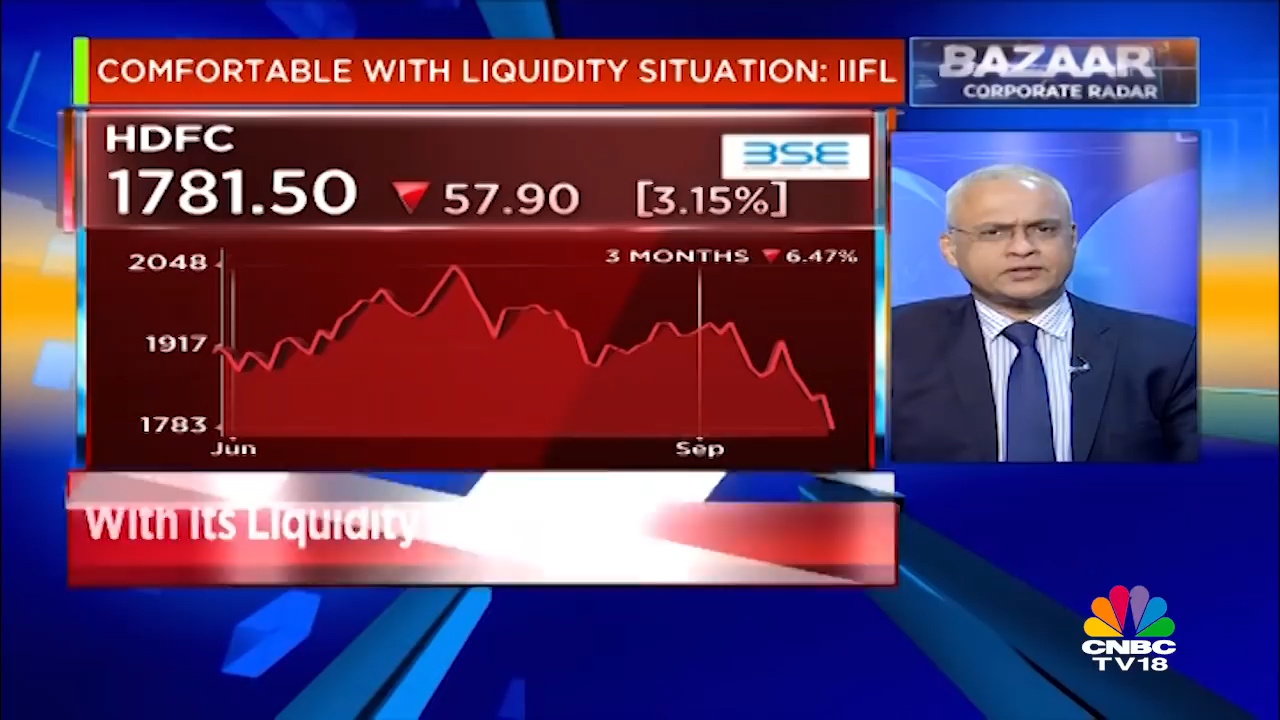 COMFORTABLE WITH LIQUIDITY SITUATION: IIFL
BAZAAR
CORPORATE RADAR
HDFC
BSE
1781.50 ▼ 57.90 [3.15%]
3 MONTHS ▼ 6.47%
2048
1917
1783
Jun Sep
With Its Liquidity
CNBC
TV18